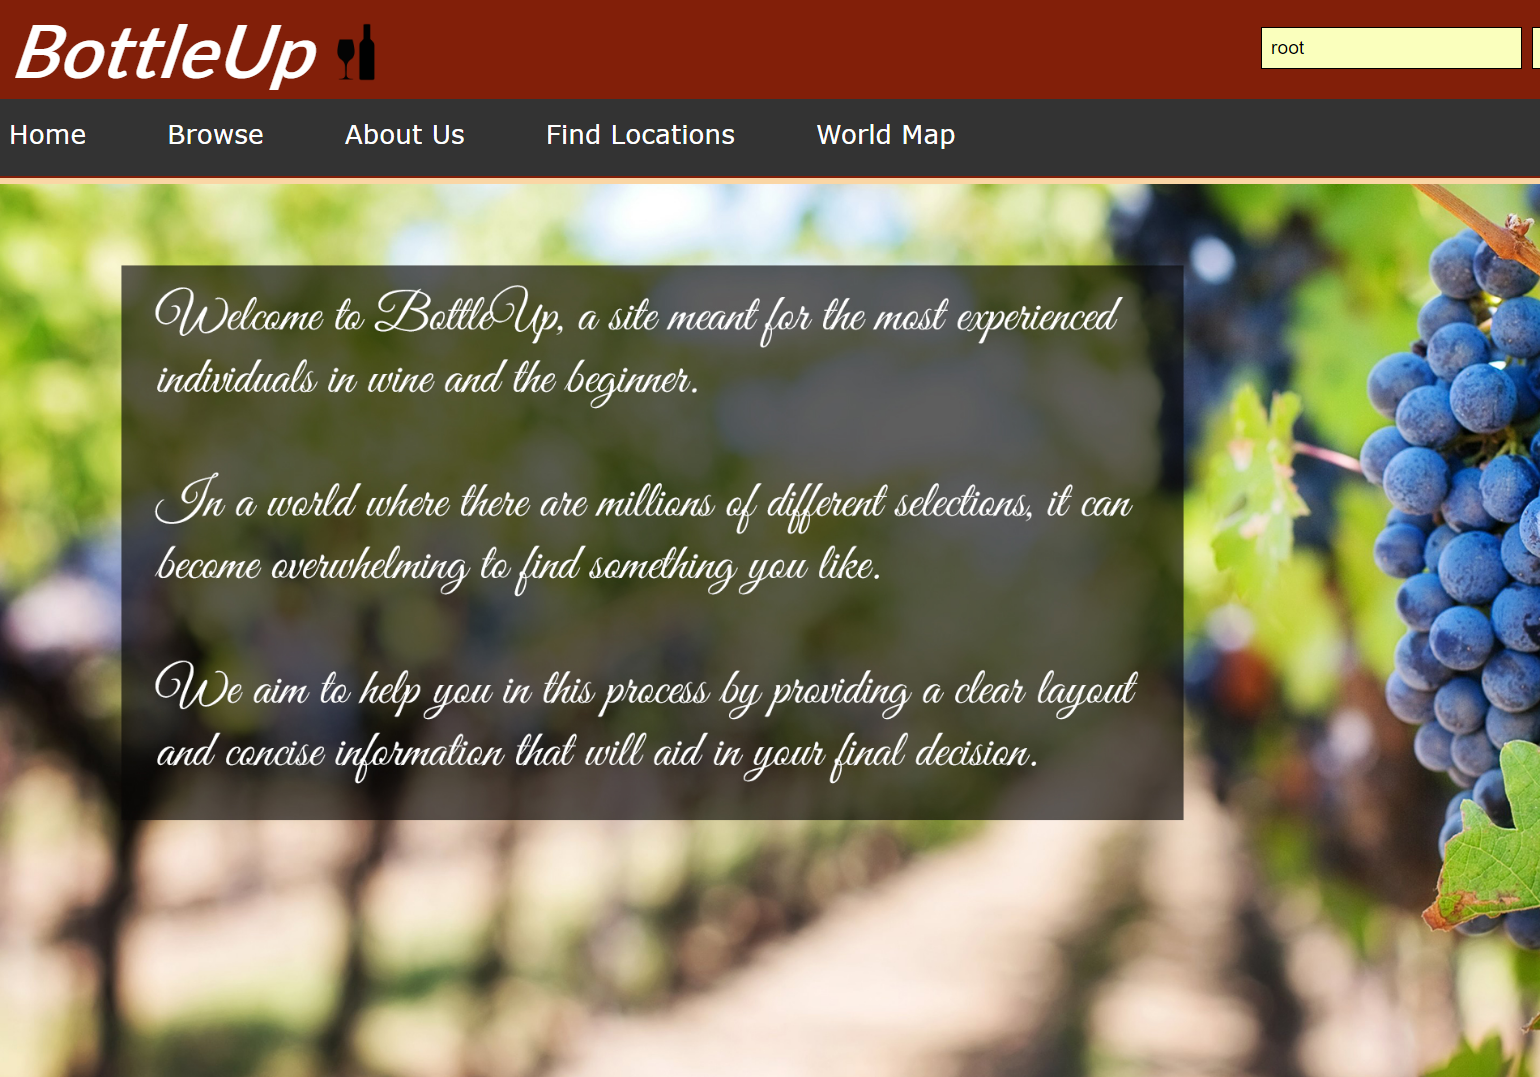 BottleUp
root
Home Browse About Us Find Locations World Map
Welcome to BottleUp, a site meant for the most experienced
individuals in wine and the beginner.
In a world where there are millions of different selections, it can
become overwhelming to find something you like.
We aim to help you in this process by providing a clear layout
and concise information that will aid in your final decision.